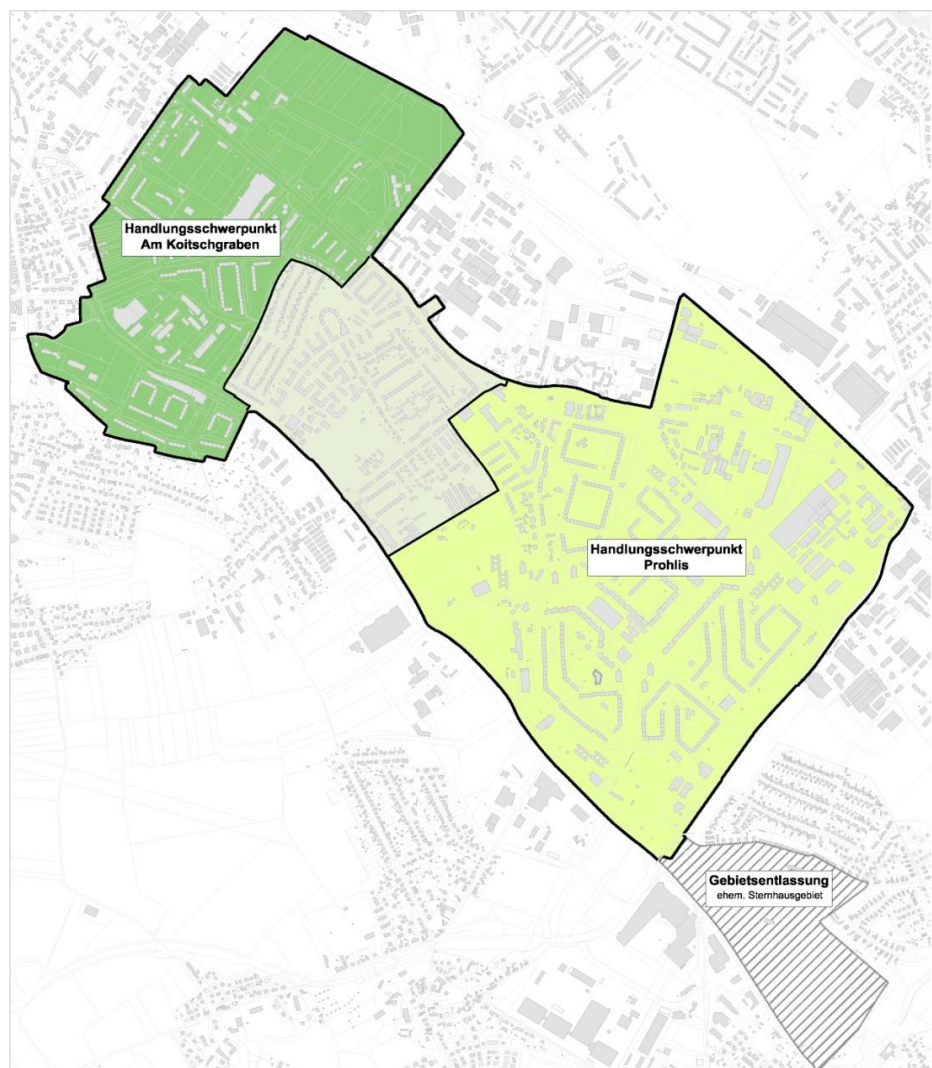 Handlungsschwerpunkt
Am Koitschgraben
Handlungsschwerpunkt
Prohlis
Gebietsentlassung
ehem. Sternhausgebiet